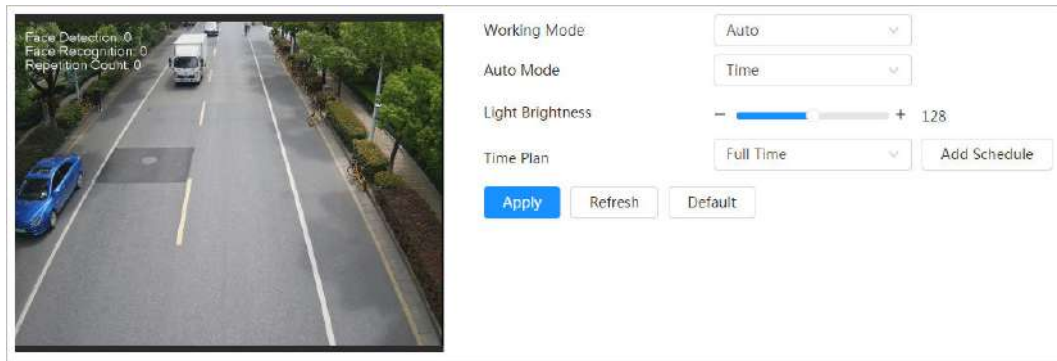 Face Detection: 0
Face Recognition: 0
Repetition Count: 0
Working Mode Auto
Auto Mode Time
Light Brightness − + 128
Time Plan Full Time Add Schedule
Apply Refresh Default